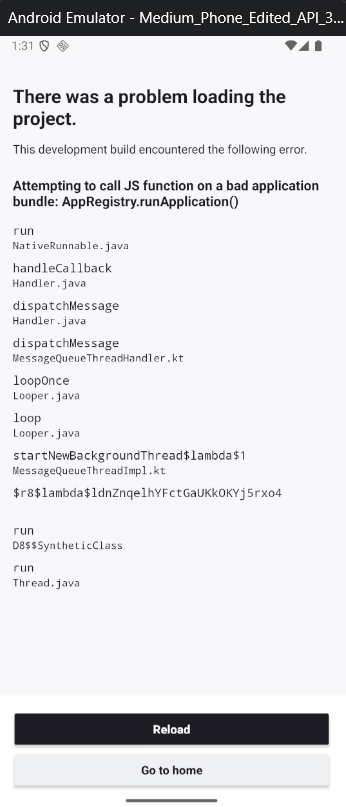 Android Emulator - Medium_Phone_Edited_API_3...
1:31
There was a problem loading the
project.
This development build encountered the following error.
Attempting to call JS function on a bad application
bundle: AppRegistry.runApplication()
run
NativeRunnable.java
handleCallback
Handler.java
dispatchMessage
Handler.java
dispatchMessage
MessageQueueThreadHandler.kt
loopOnce
Looper.java
loop
Looper.java
startNewBackgroundThread$lambda$1
MessageQueueThreadImpl.kt
$r8$lambda$ldnZnqelhYFctGaUKkOKYj5rxo4
run
D8$$SyntheticClass
run
Thread.java
Reload
Go to home